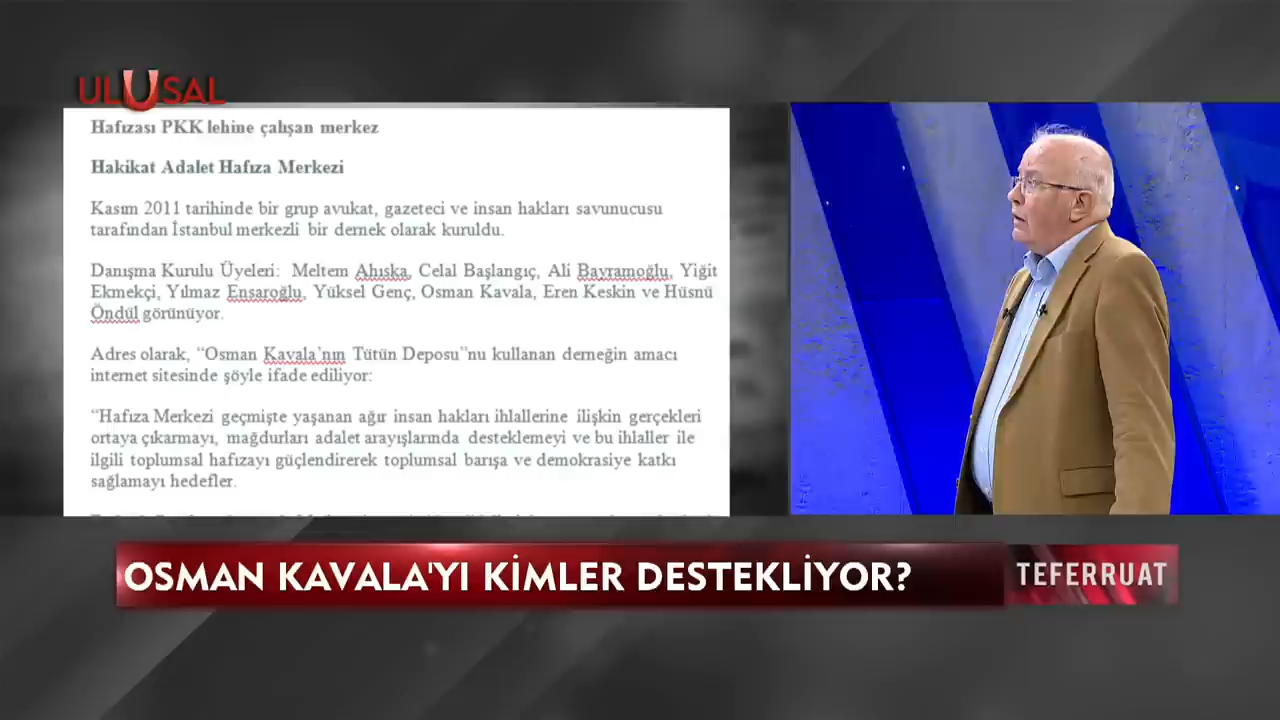 ULUSAL
Hafızası PKK lehine çalışan merkez
Hakikat Adalet Hafıza Merkezi
Kasım 2011 tarihinde bir grup avukat, gazeteci ve insan hakları savunucusu
tarafından İstanbul merkezli bir dernek olarak kuruldu.
Danışma Kurulu Üyeleri: Meltem Ahıska, Celal Başlangıç, Ali Bayramoğlu, Yiğit
Ekmekçi, Yılmaz Ensaroğlu, Yüksel Genç, Osman Kavala, Eren Keskin ve Hüsnü
Öndül görünüyor.
Adres olarak, “Osman Kavala’nın Tütün Deposu”nu kullanan derneğin amacı
internet sitesinde şöyle ifade ediliyor:
“Hafıza Merkezi geçmişte yaşanan ağır insan hakları ihlallerine ilişkin gerçekleri
ortaya çıkarmayı, mağdurları adalet arayışlarında desteklemeyi ve bu ihlaller ile
ilgili toplumsal hafızayı güçlendirerek toplumsal barışa ve demokrasiye katkı
sağlamayı hedefler.
OSMAN KAVALA'YI KİMLER DESTEKLİYOR?
TEFERRUAT